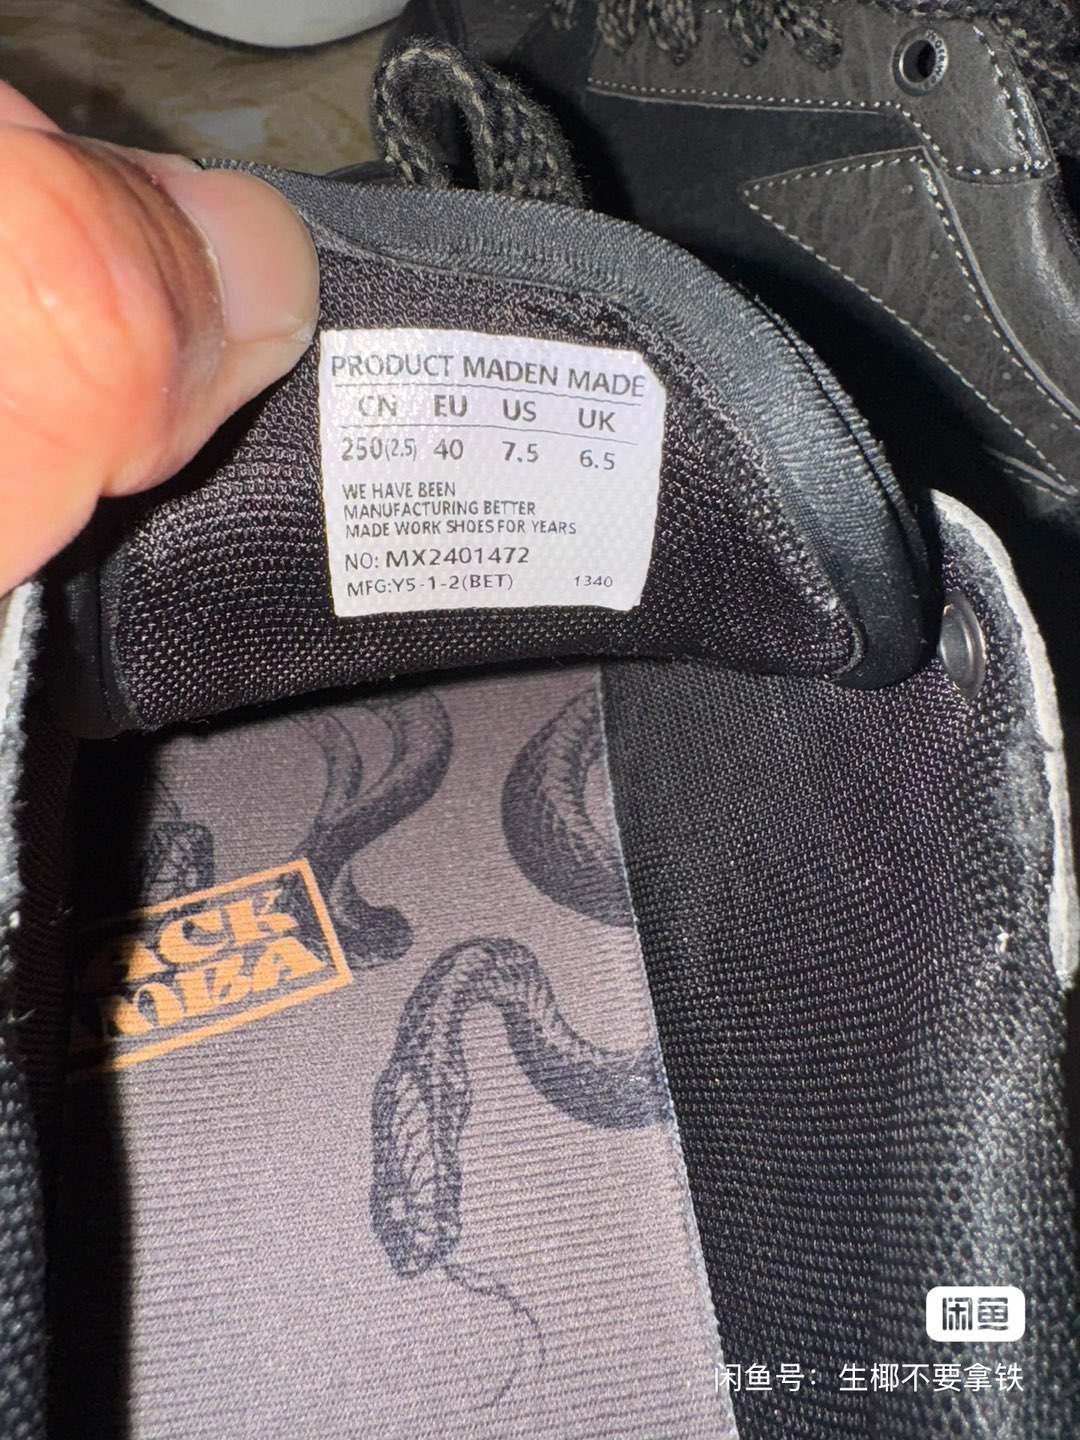 PRODUCT MADEN MADE
CN EU US UK
250(2.5) 40 7.5 6.5
WE HAVE BEEN
MANUFACTURING BETTER
MADE WORK SHOES FOR YEARS
NO: MX2401472
MFG:Y5-1-2(BET) 1340
ACK
MBA
闲鱼
闲鱼号：生椰不要拿铁